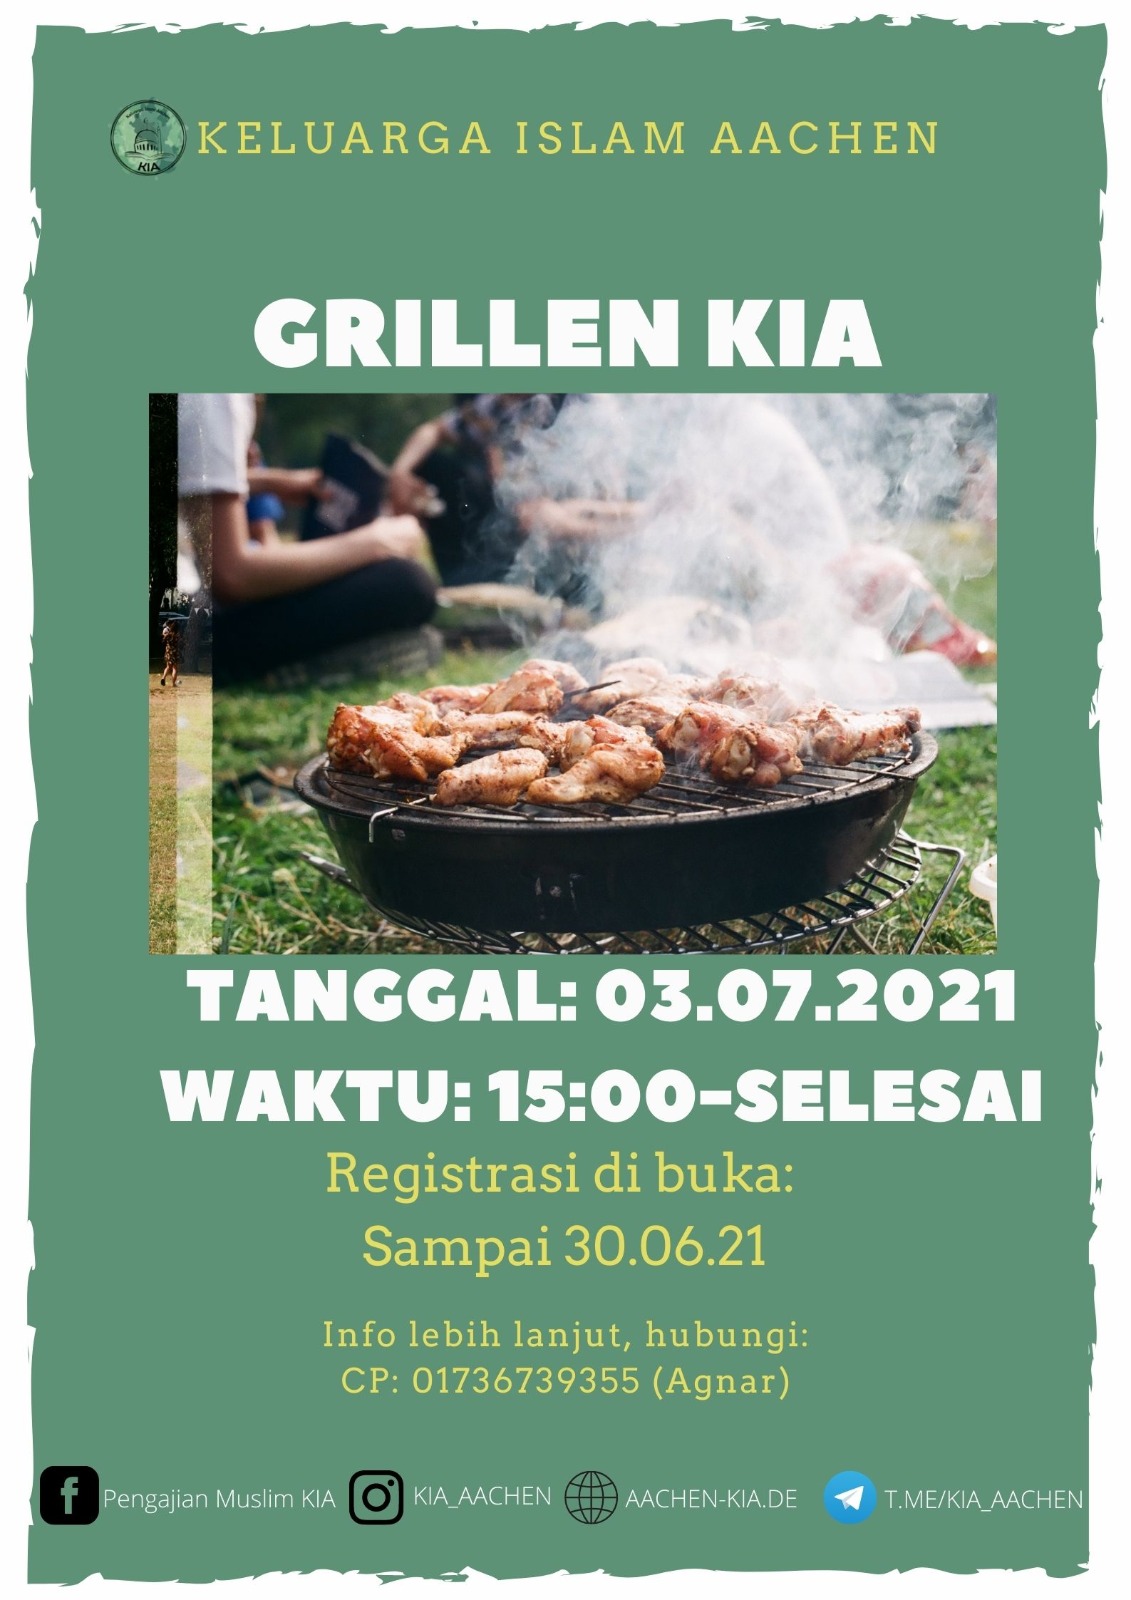 KELUARGA ISLAM AACHEN
KIA
GRILLEN KIA
TANGGAL: 03.07.2021
WAKTU: 15:00-SELESAI
Registrasi di buka:
Sampai 30.06.21
Info lebih lanjut, hubungi:
CP: 01736739355 (Agnar)
Pengajian Muslim KIA
KIA_AACHEN
AACHEN-KIA.DE
T.ME/KIA_AACHEN